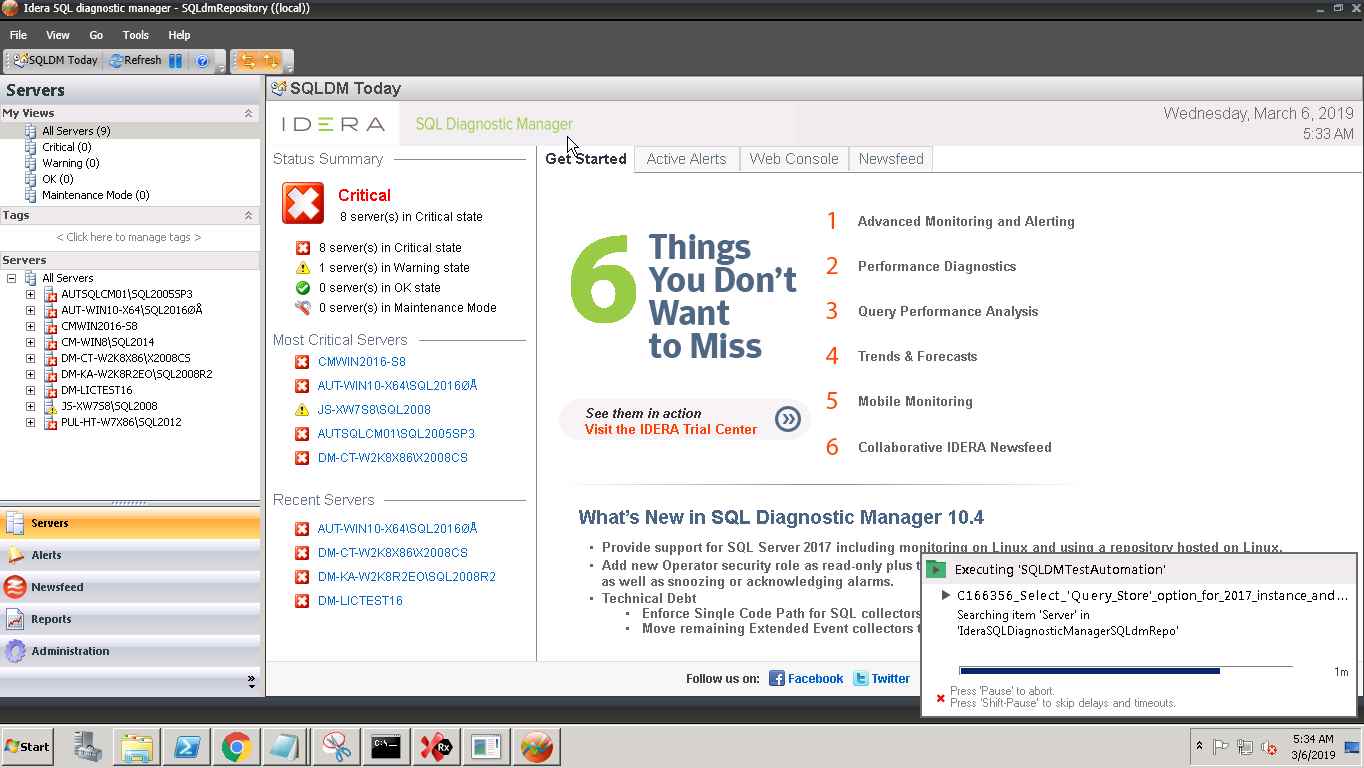 Idera SQL diagnostic manager - SQLdmRepository ((local))
File View Go Tools Help
SQLDM Today Refresh
Servers
My Views
All Servers (9)
Critical (0)
Warning (0)
OK (0)
Maintenance Mode (0)
Tags
< Click here to manage tags >
Servers
All Servers
AUTSQLCM01\SQL2005SP3
AUT-WIN10-X64\SQL2016ØÅ
CMWIN2016-S8
CM-WIN8\SQL2014
DM-CT-W2K8X86\X2008CS
DM-KA-W2K8R2EO\SQL2008R2
DM-LICTEST16
JS-XW7S8\SQL2008
PUL-HT-W7X86\SQL2012
Servers
Alerts
Newsfeed
Reports
Administration
SQLDM Today
IDERA SQL Diagnostic Manager
Wednesday, March 6, 2019
5:33 AM
Status Summary
Critical
8 server(s) in Critical state
8 server(s) in Critical state
1 server(s) in Warning state
0 server(s) in OK state
0 server(s) in Maintenance Mode
Most Critical Servers
CMWIN2016-S8
AUT-WIN10-X64\SQL2016ØÅ
JS-XW7S8\SQL2008
AUTSQLCM01\SQL2005SP3
DM-CT-W2K8X86\X2008CS
Recent Servers
AUT-WIN10-X64\SQL2016ØÅ
DM-CT-W2K8X86\X2008CS
DM-KA-W2K8R2EO\SQL2008R2
DM-LICTEST16
Get Started Active Alerts Web Console Newsfeed
6 Things
You Don't
Want
to Miss
See them in action
Visit the IDERA Trial Center
1 Advanced Monitoring and Alerting
2 Performance Diagnostics
3 Query Performance Analysis
4 Trends & Forecasts
5 Mobile Monitoring
6 Collaborative IDERA Newsfeed
What's New in SQL Diagnostic Manager 10.4
• Provide support for SQL Server 2017 including monitoring on Linux and using a repository hosted on Linux.
• Add new Operator security role as read-only plus t
as well as snoozing or acknowledging alarms.
• Technical Debt
• Enforce Single Code Path for SQL collectors
• Move remaining Extended Event collectors t
Follow us on: Facebook Twitter
Executing 'SQLDMTestAutomation'
C166356_Select_'Query_Store'_option_for_2017_instance_and...
Searching item 'Server' in
'IderaSQLDiagnosticManagerSQLdmRepo'
1m
Press 'Pause' to abort.
Press 'Shift-Pause' to skip delays and timeouts.
Start
5:34 AM
3/6/2019